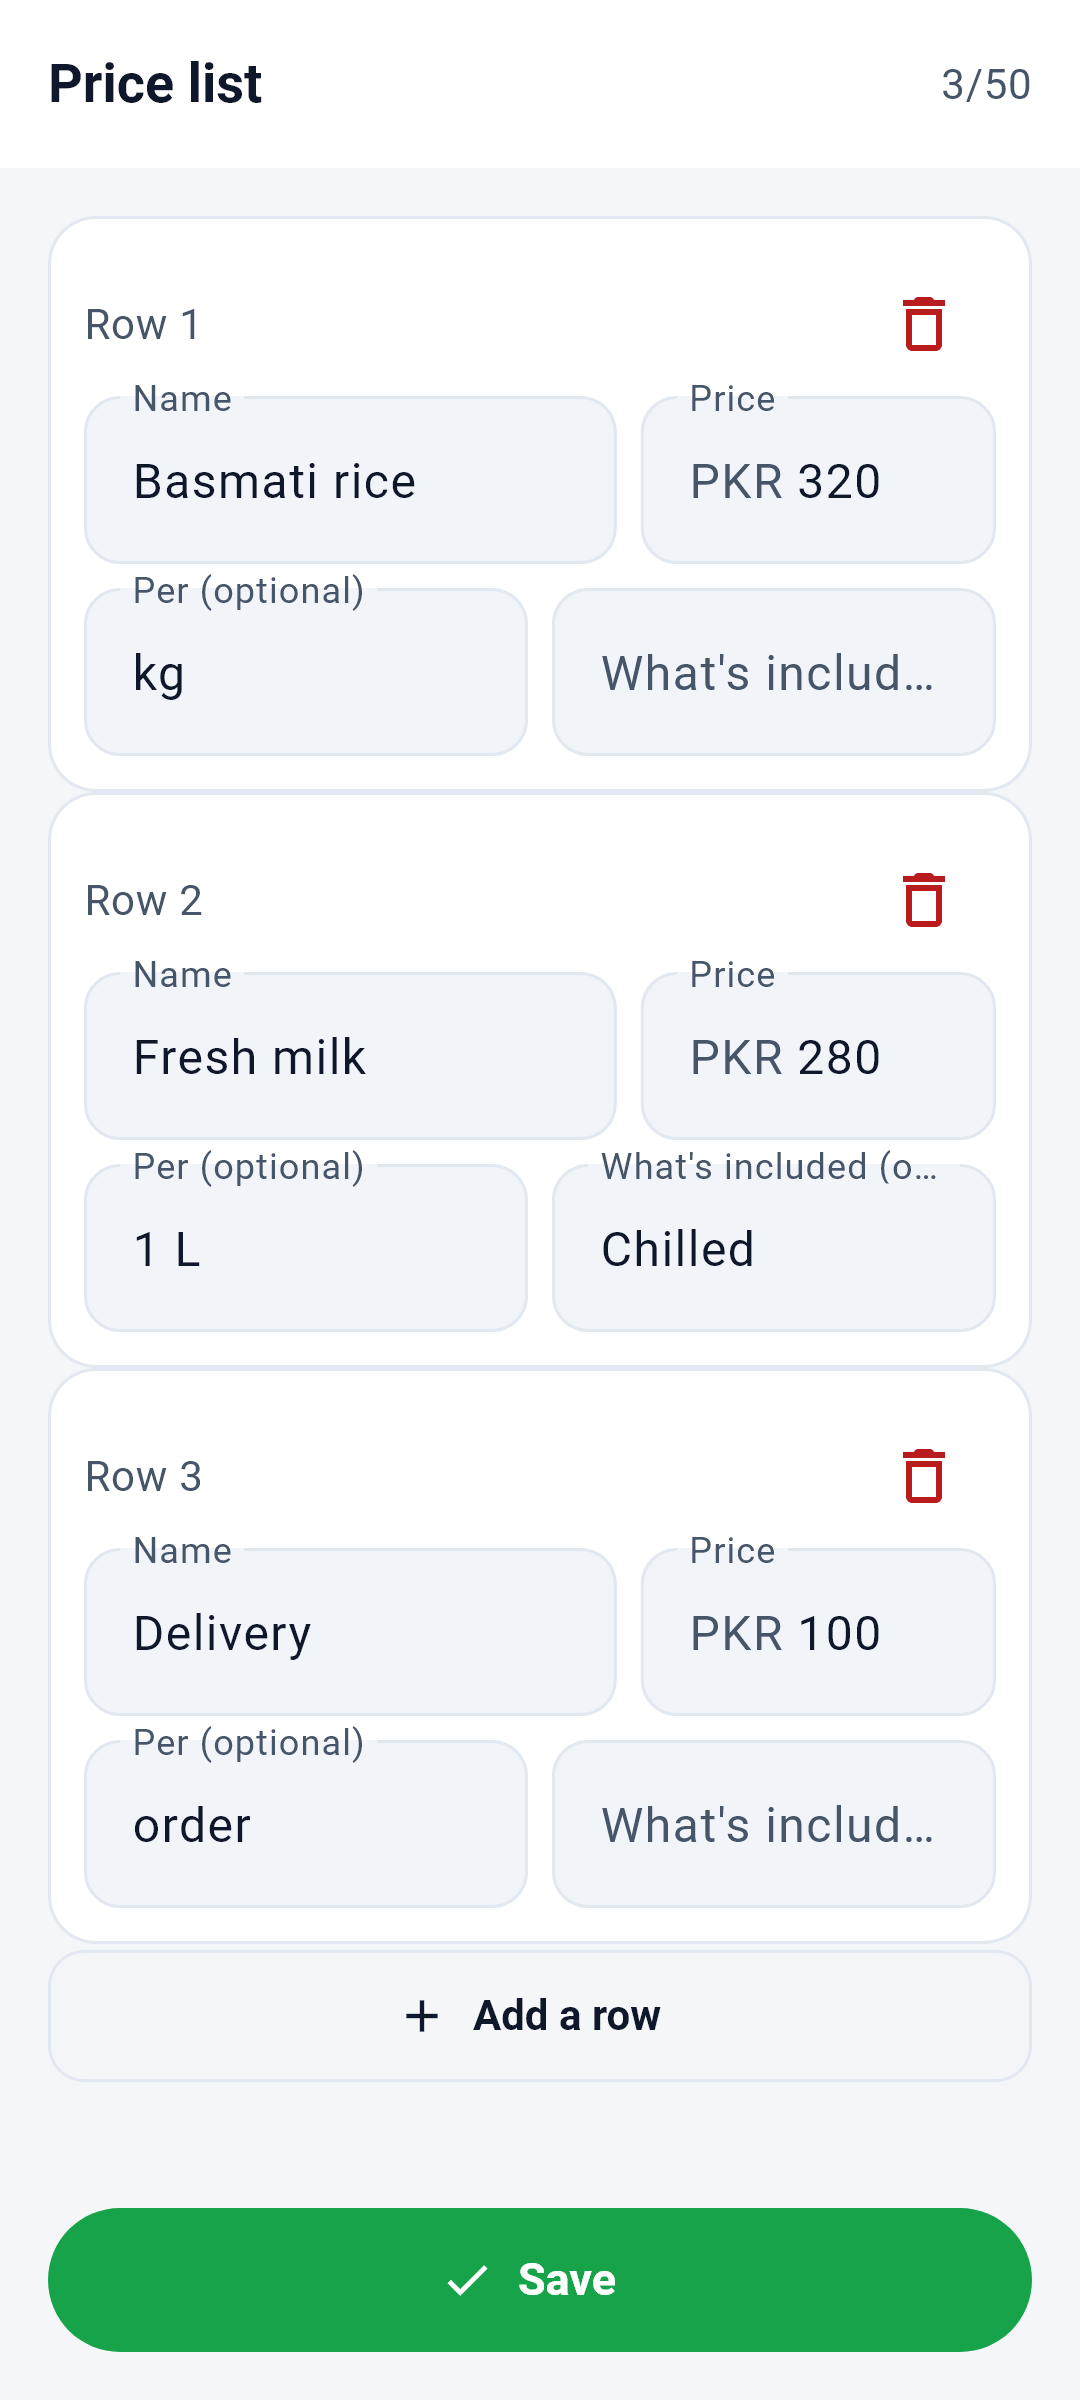 Price list
3/50
Row 1
Name
Price
Basmati rice
PKR 320
Per (optional)
kg
What's includ…
Row 2
Name
Price
Fresh milk
PKR 280
Per (optional)
What's included (o…
1 L
Chilled
Row 3
Name
Price
Delivery
PKR 100
Per (optional)
order
What's includ…
Add a row
Save